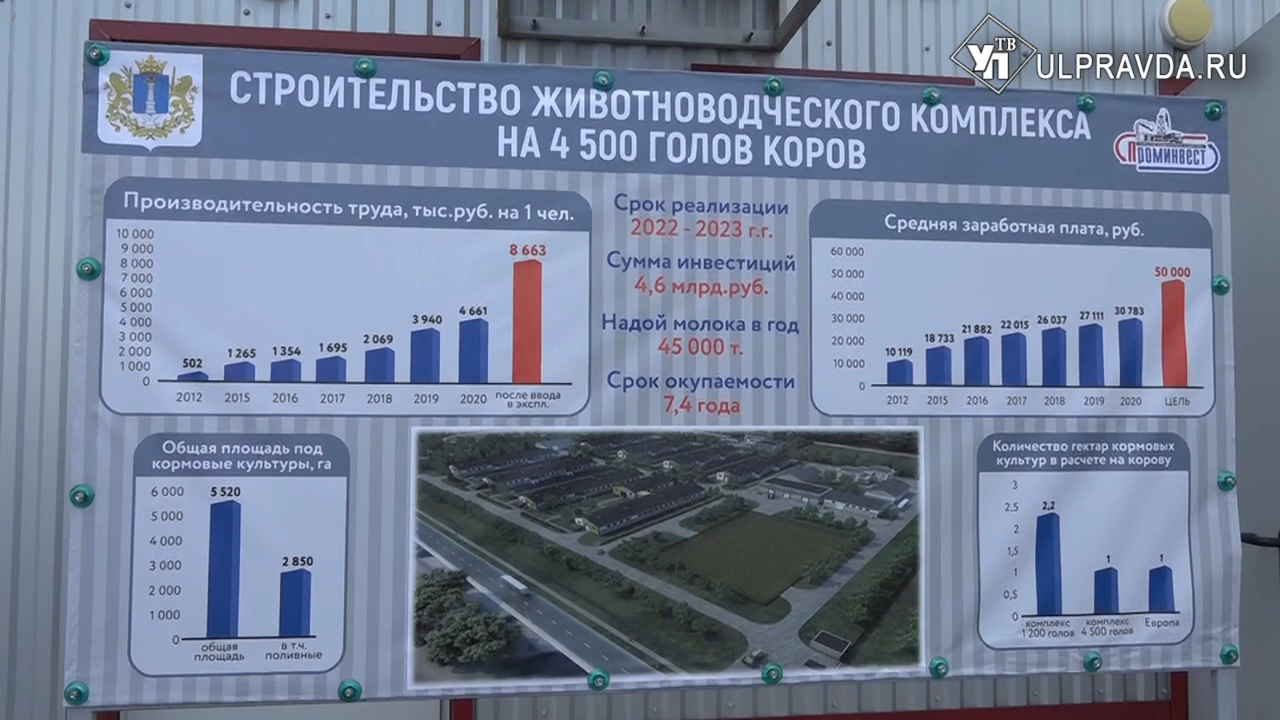 УП ТВ ULPRAVDA.RU
СТРОИТЕЛЬСТВО ЖИВОТНОВОДЧЕСКОГО КОМПЛЕКСА
НА 4 500 ГОЛОВ КОРОВ
ПРОМИНВЕСТ
Производительность труда, тыс.руб. на 1 чел.
10 000
9 000
8 000
7 000
6 000
5 000
4 000
3 000
2 000
1 000
0
502
1 265
1 354
1 695
2 069
3 940
4 661
8 663
2012 2015 2016 2017 2018 2019 2020 после ввода
в экспл.
Срок реализации
2022 - 2023 г.г.
Сумма инвестиций
4,6 млрд.руб.
Надой молока в год
45 000 т.
Срок окупаемости
7,4 года
Средняя заработная плата, руб.
60 000
50 000
40 000
30 000
20 000
10 000
0
10 119
18 733
21 882
22 015
26 037
27 111
30 783
50 000
2012 2015 2016 2017 2018 2019 2020 ЦЕЛЬ
Общая площадь под
кормовые культуры, га
6 000
5 000
4 000
3 000
2 000
1 000
0
5 520
2 850
общая
площадь
в т.ч.
поливные
Количество гектар кормовых
культур в расчете на корову
3
2,5
2
1,5
1
0,5
0
2,2
1
1
комплекс
1 200 голов
комплекс
4 500 голов
Европа